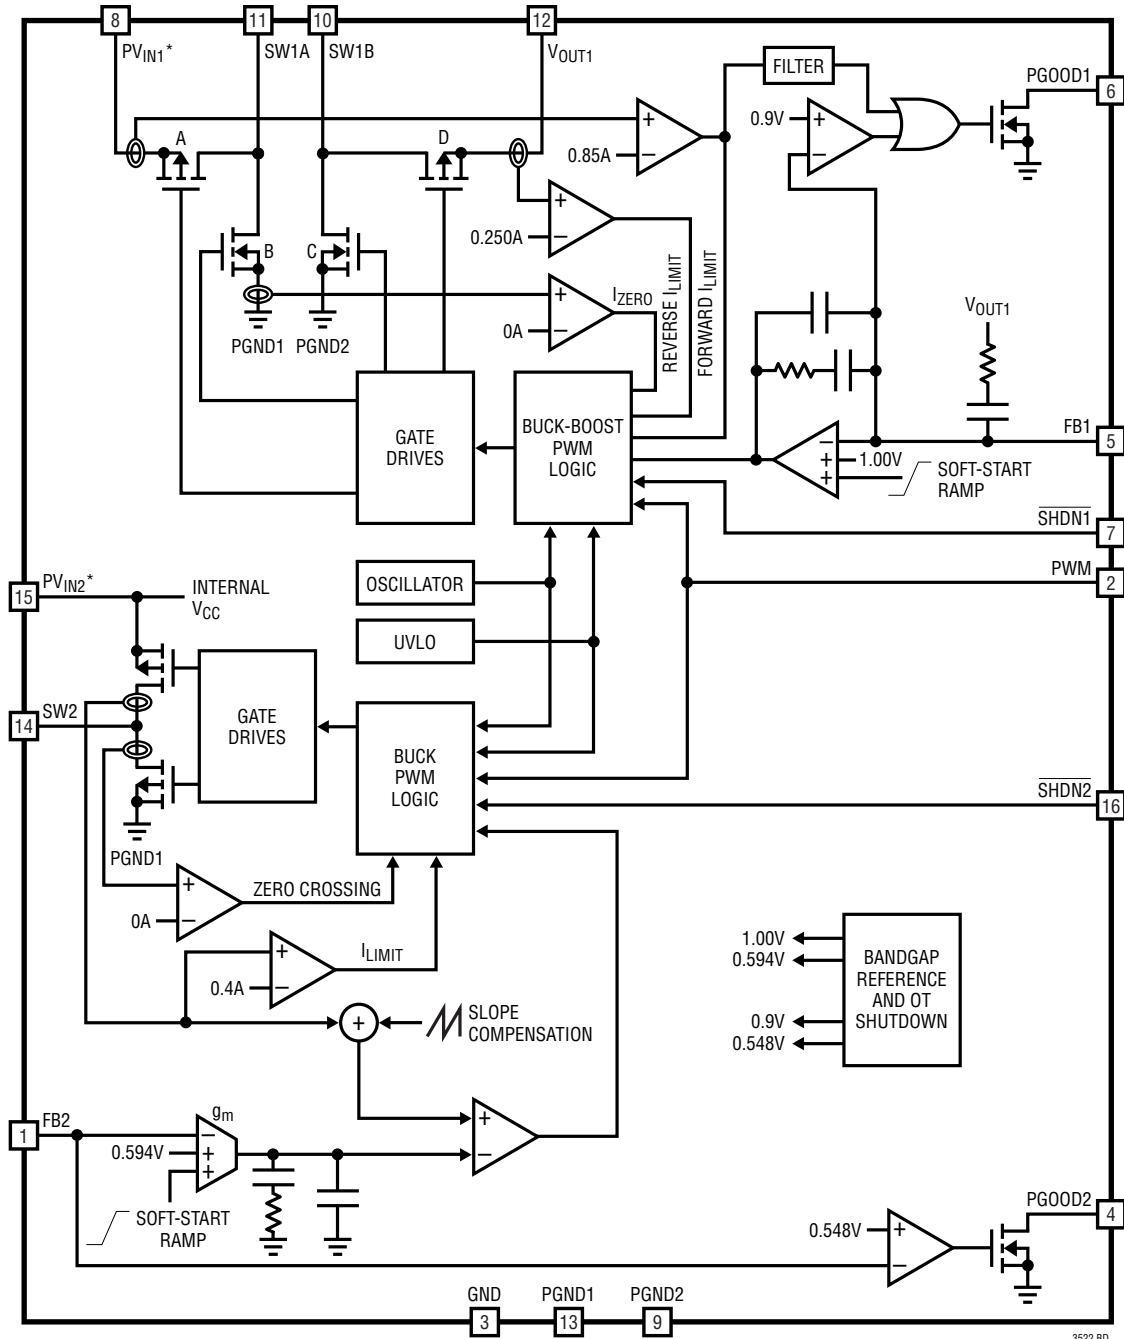 8
11
10
12
PVIN1*
SW1A
SW1B
VOUT1
FILTER
PGOOD1
6
A
D
+
0.85A
−
0.9V
+
−
+
0.250A
−
B
C
+
0A
−
IZERO
REVERSE ILIMIT
FORWARD ILIMIT
PGND1
PGND2
VOUT1
GATE
DRIVES
BUCK-BOOST
PWM
LOGIC
−
+
+
1.00V
FB1
5
SOFT-START
RAMP
SHDN1
7
PWM
2
15
PVIN2*
INTERNAL
VCC
OSCILLATOR
UVLO
14
SW2
GATE
DRIVES
BUCK
PWM
LOGIC
SHDN2
16
PGND1
+
0A
−
ZERO CROSSING
+
0.4A
−
ILIMIT
+
SLOPE
COMPENSATION
1.00V
0.594V
0.9V
0.548V
BANDGAP
REFERENCE
AND OT
SHUTDOWN
1
FB2
gm
−
0.594V
+
+
+
−
SOFT-START
RAMP
0.548V
+
−
PGOOD2
4
GND
PGND1
PGND2
3
13
9
3522 BD